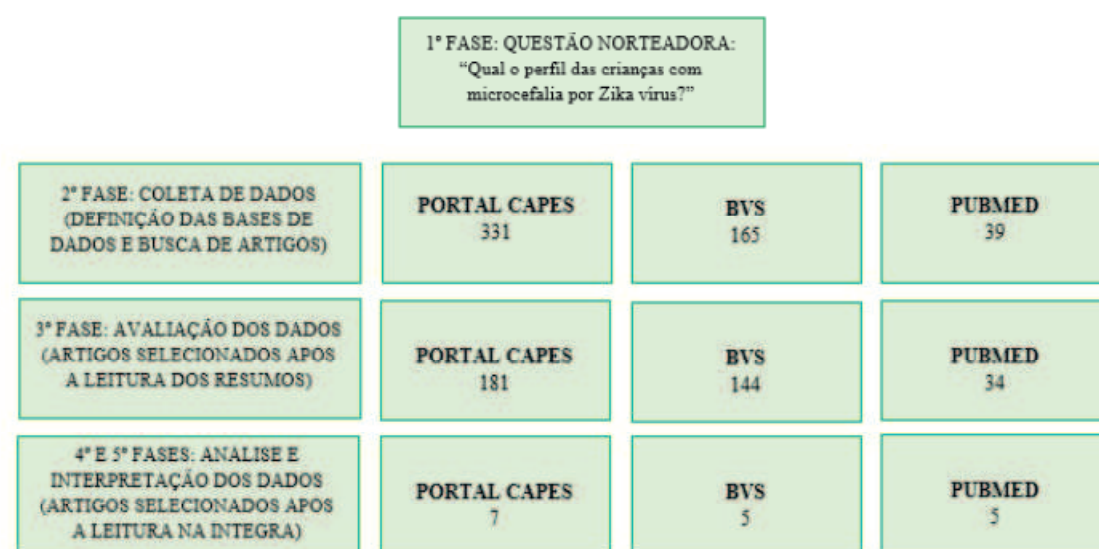 1ª FASE: QUESTÃO NORTEADORA:
“Qual o perfil das crianças com
microcefalia por Zika vírus?”
2ª FASE: COLETA DE DADOS
(DEFINIÇÃO DAS BASES DE
DADOS E BUSCA DE ARTIGOS)
PORTAL CAPES
331
BVS
165
PUBMED
39
3ª FASE: AVALIAÇÃO DOS DADOS
(ARTIGOS SELECIONADOS APOS
A LEITURA DOS RESUMOS)
PORTAL CAPES
181
BVS
144
PUBMED
34
4ª E 5ª FASES: ANALISE E
INTERPRETAÇÃO DOS DADOS
(ARTIGOS SELECIONADOS APOS
A LEITURA NA INTEGRA)
PORTAL CAPES
7
BVS
5
PUBMED
5